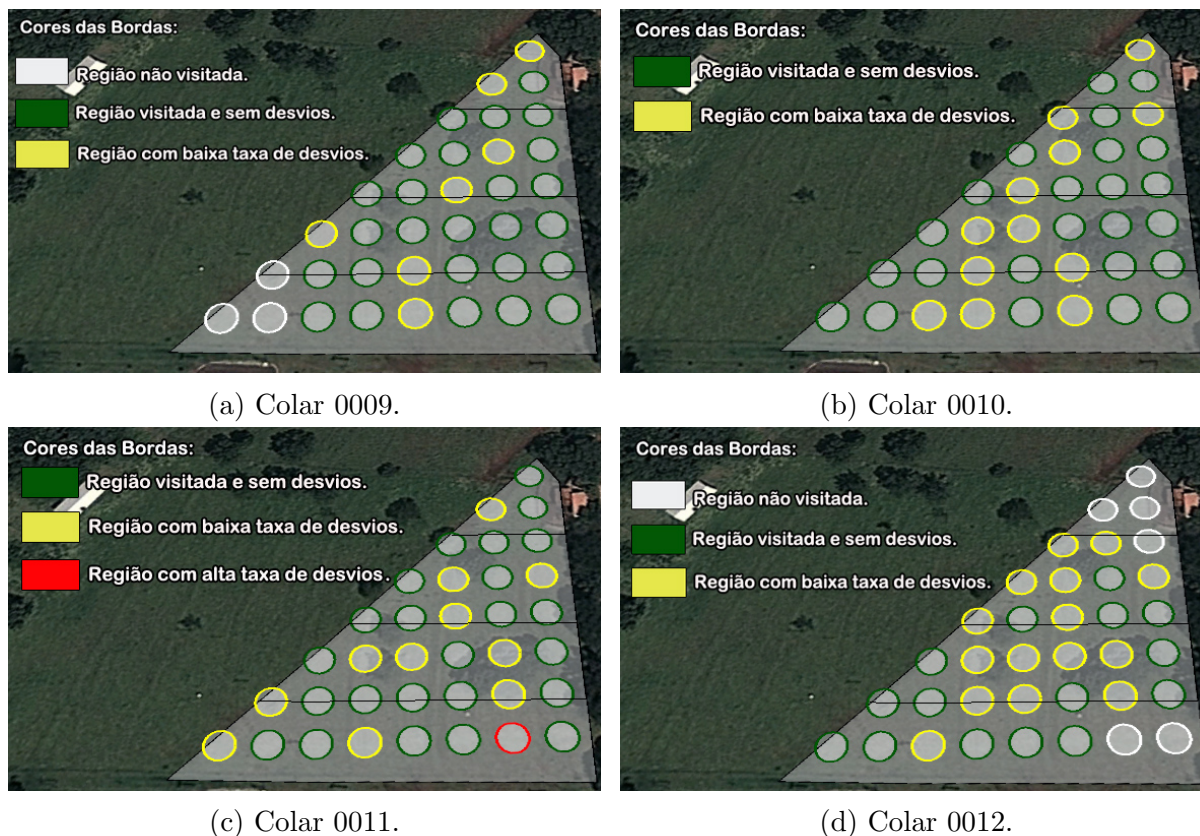 Cores das Bordas:
Região não visitada.
Região visitada e sem desvios.
Região com baixa taxa de desvios.
(a) Colar 0009.
Cores das Bordas:
Região visitada e sem desvios.
Região com baixa taxa de desvios.
(b) Colar 0010.
Cores das Bordas:
Região visitada e sem desvios.
Região com baixa taxa de desvios.
Região com alta taxa de desvios.
(c) Colar 0011.
Cores das Bordas:
Região não visitada.
Região visitada e sem desvios.
Região com baixa taxa de desvios.
(d) Colar 0012.